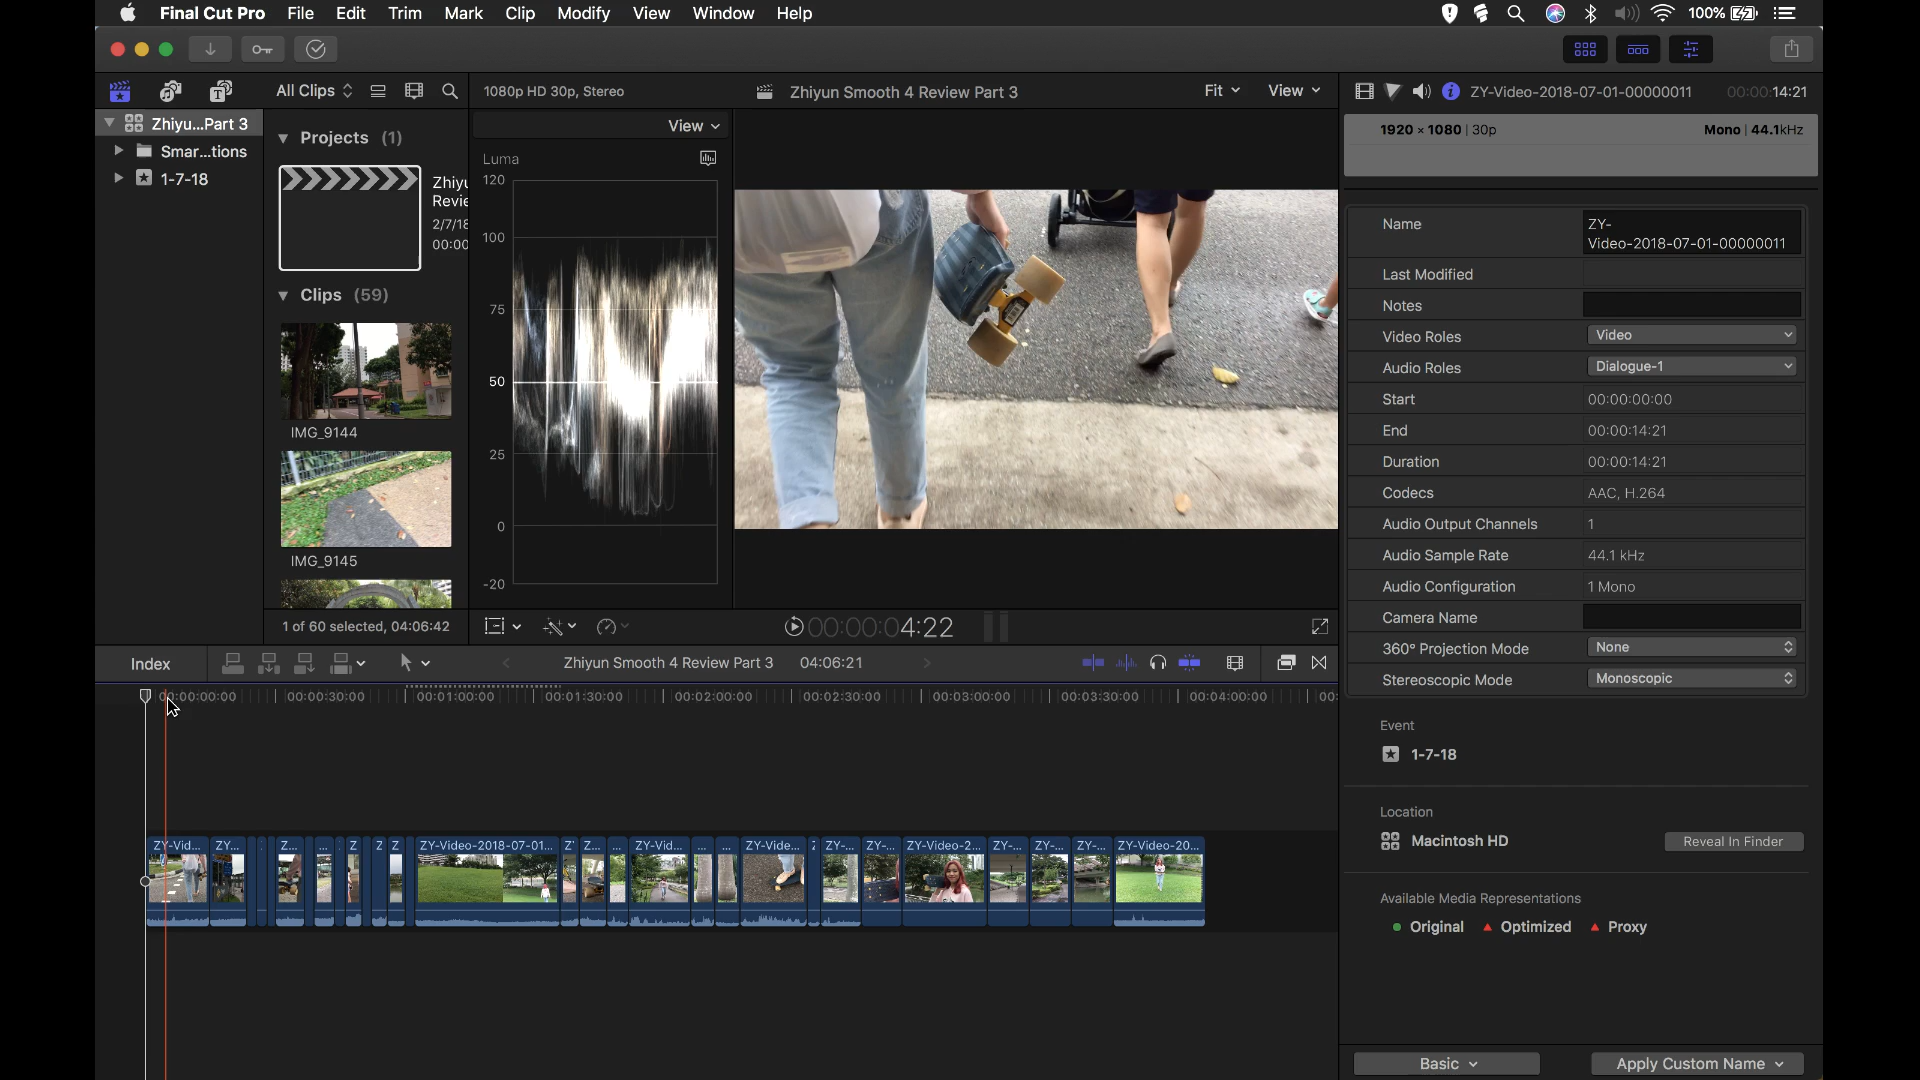 Final Cut Pro File Edit Trim Mark Clip Modify View Window Help 100%
All Clips
1080p HD 30p, Stereo
Zhiyun Smooth 4 Review Part 3
Fit View
ZY-Video-2018-07-01-00000011 00:00:14:21
Zhiyu...Part 3
Smar...tions
1-7-18
Projects (1)
Zhiyu
Revie
2/7/18
00:00
Clips (59)
IMG_9144
IMG_9145
1 of 60 selected, 04:06:42
View
Luma
120
100
75
50
25
0
-20
00:00:04:22
1920 × 1080 | 30p Mono | 44.1kHz
Name ZY-
Video-2018-07-01-00000011
Last Modified
Notes
Video Roles Video
Audio Roles Dialogue-1
Start 00:00:00:00
End 00:00:14:21
Duration 00:00:14:21
Codecs AAC, H.264
Audio Output Channels 1
Audio Sample Rate 44.1 kHz
Audio Configuration 1 Mono
Camera Name
360° Projection Mode None
Stereoscopic Mode Monoscopic
Event
1-7-18
Location
Macintosh HD Reveal In Finder
Available Media Representations
Original Optimized Proxy
Basic Apply Custom Name
Index Zhiyun Smooth 4 Review Part 3 04:06:21
00:00:00:00 00:00:30:00 00:01:00:00 00:01:30:00 00:02:00:00 00:02:30:00 00:03:00:00 00:03:30:00 00:04:00:00 00:
ZY-Vid... ZY... Z... ... Z Z Z ZY-Video-2018-07-01... Z Z... ... ZY-Vid... ... ... ZY-Vide... ZY-... ZY-... ZY-Video-2... ZY-... ZY-... ZY-... ZY-Video-20...